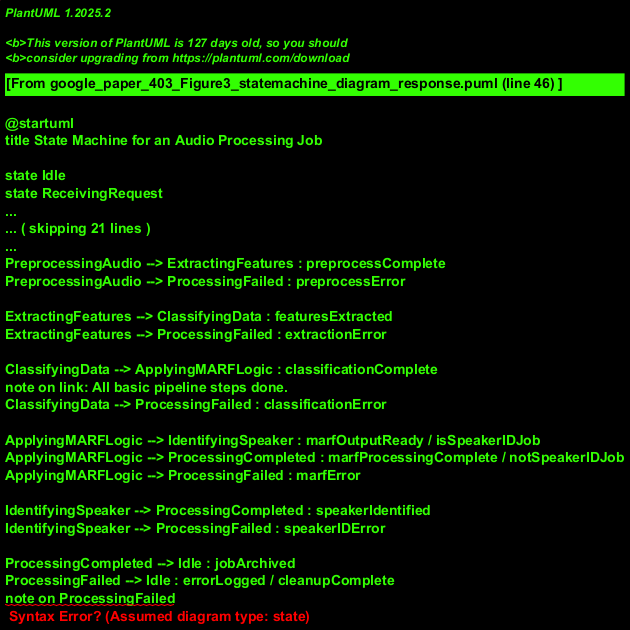 PlantUML 1.2025.2
<b>This version of PlantUML is 127 days old, so you should
<b>consider upgrading from https://plantuml.com/download
[From google_paper_403_Figure3_statemachine_diagram_response.puml (line 46) ]
@startuml
title State Machine for an Audio Processing Job
state Idle
state ReceivingRequest
...
... ( skipping 21 lines )
...
PreprocessingAudio --> ExtractingFeatures : preprocessComplete
PreprocessingAudio --> ProcessingFailed : preprocessError
ExtractingFeatures --> ClassifyingData : featuresExtracted
ExtractingFeatures --> ProcessingFailed : extractionError
ClassifyingData --> ApplyingMARFLogic : classificationComplete
note on link: All basic pipeline steps done.
ClassifyingData --> ProcessingFailed : classificationError
ApplyingMARFLogic --> IdentifyingSpeaker : marfOutputReady / isSpeakerIDJob
ApplyingMARFLogic --> ProcessingCompleted : marfProcessingComplete / notSpeakerIDJob
ApplyingMARFLogic --> ProcessingFailed : marfError
IdentifyingSpeaker --> ProcessingCompleted : speakerIdentified
IdentifyingSpeaker --> ProcessingFailed : speakerIDError
ProcessingCompleted --> Idle : jobArchived
ProcessingFailed --> Idle : errorLogged / cleanupComplete
note on ProcessingFailed
Syntax Error? (Assumed diagram type: state)